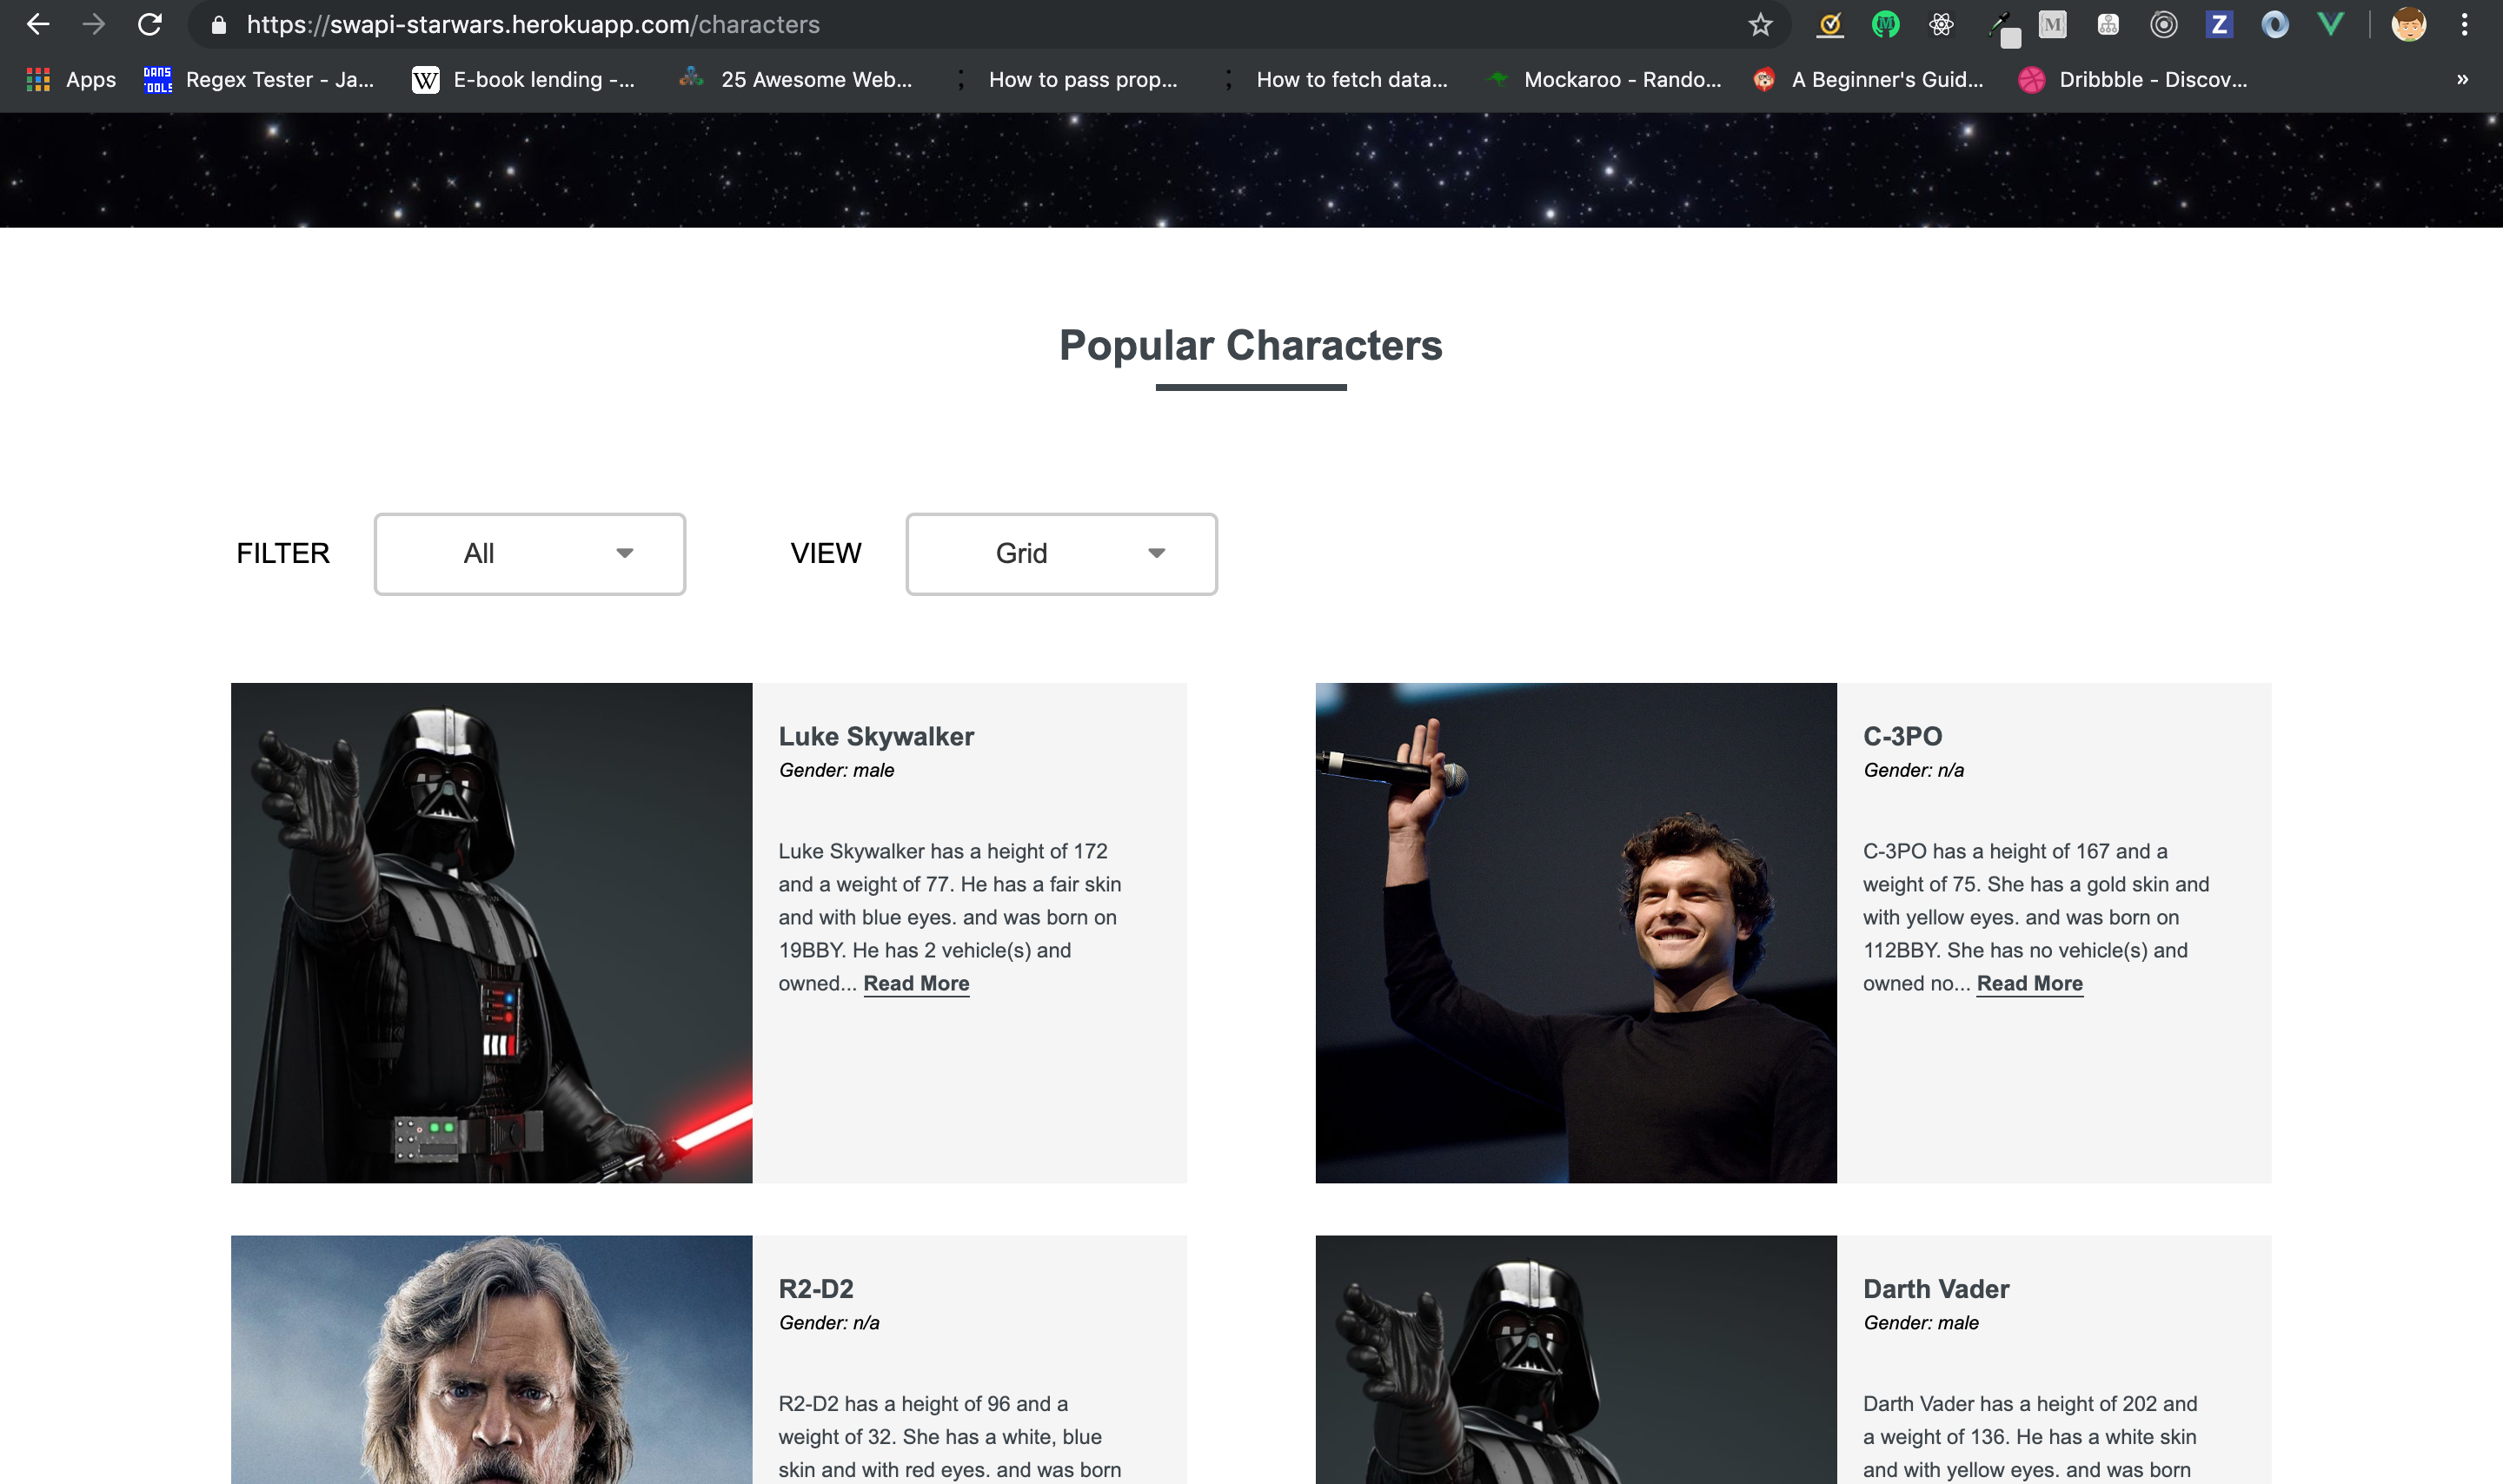 https://swapi-starwars.herokuapp.com/characters
Apps
DANS TOOLS
Regex Tester - Ja...
W
E-book lending -...
25 Awesome Web...
How to pass prop...
How to fetch data...
Mockaroo - Rando...
A Beginner's Guid...
Dribbble - Discov...
»
M
Z
Popular Characters
FILTER
All
VIEW
Grid
Luke Skywalker
Gender: male
Luke Skywalker has a height of 172
and a weight of 77. He has a fair skin
and with blue eyes. and was born on
19BBY. He has 2 vehicle(s) and
owned... Read More
C-3PO
Gender: n/a
C-3PO has a height of 167 and a
weight of 75. She has a gold skin and
with yellow eyes. and was born on
112BBY. She has no vehicle(s) and
owned no... Read More
R2-D2
Gender: n/a
R2-D2 has a height of 96 and a
weight of 32. She has a white, blue
skin and with red eyes. and was born
Darth Vader
Gender: male
Darth Vader has a height of 202 and
a weight of 136. He has a white skin
and with yellow eyes. and was born